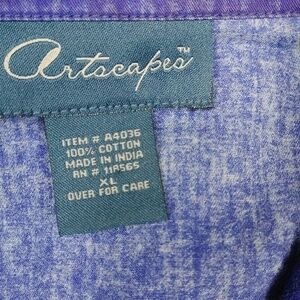 Artscapes™
ITEM # A4036
100% COTTON
MADE IN INDIA
RN # 118565
XL
OVER FOR CARE